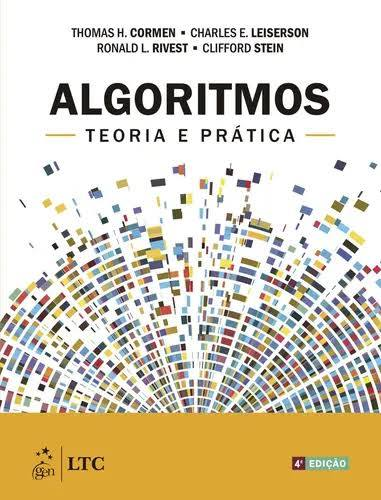 THOMAS H. CORMEN ▪ CHARLES E. LEISERSON
RONALD L. RIVEST ▪ CLIFFORD STEIN
ALGORITMOS
TEORIA E PRÁTICA
gen
LTC
4ª EDIÇÃO